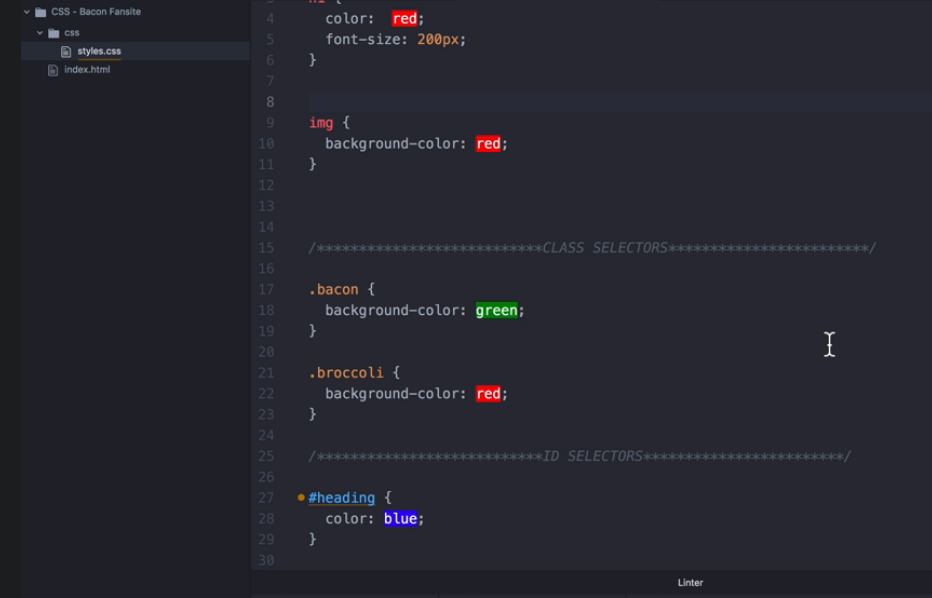 CSS - Bacon Fansite
css
styles.css
index.html
4 color: red;
5 font-size: 200px;
6 }
7
8
9 img {
10 background-color: red;
11 }
12
13
14
15 /***************************CLASS SELECTORS************************/
16
17 .bacon {
18 background-color: green;
19 }
20
21 .broccoli {
22 background-color: red;
23 }
24
25 /***************************ID SELECTORS************************/
26
27 #heading {
28 color: blue;
29 }
30
Linter